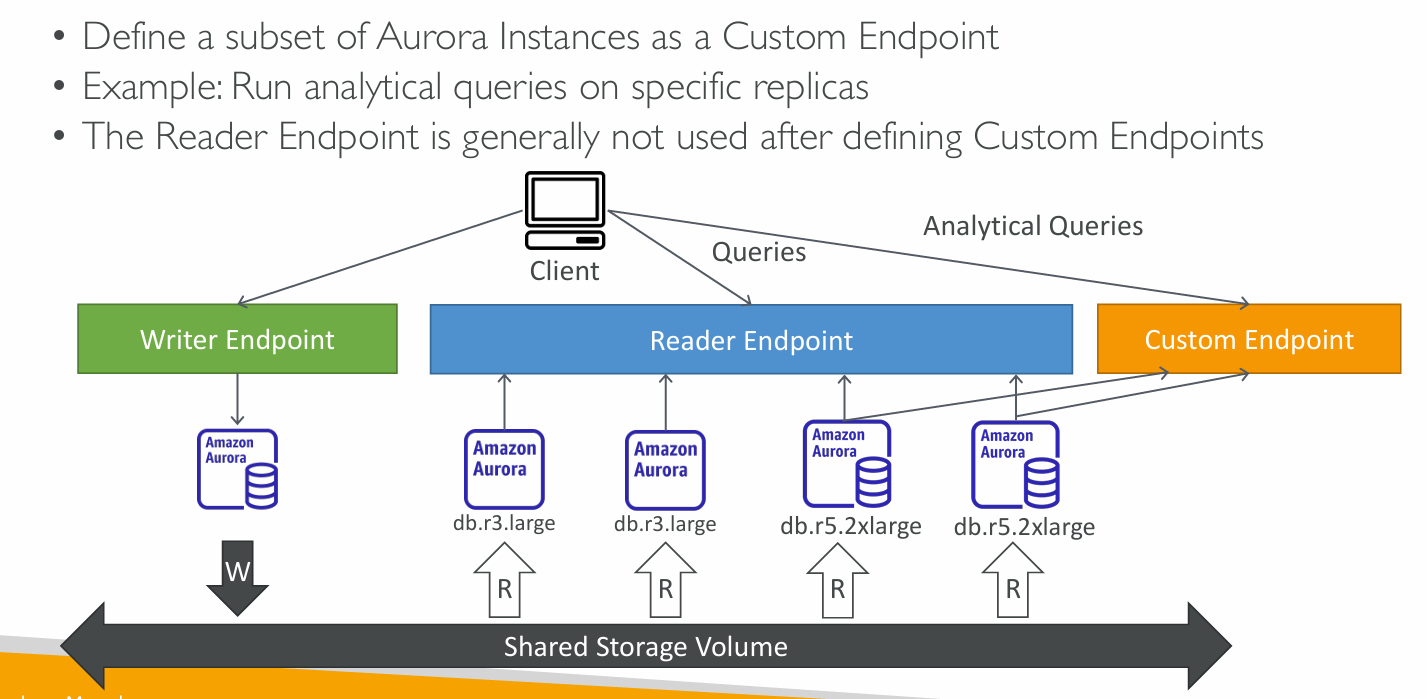 • Define a subset of Aurora Instances as a Custom Endpoint
• Example: Run analytical queries on specific replicas
• The Reader Endpoint is generally not used after defining Custom Endpoints
Client
Queries
Analytical Queries
Writer Endpoint
Reader Endpoint
Custom Endpoint
Amazon
Aurora
Amazon
Aurora
db.r3.large
Amazon
Aurora
db.r3.large
Amazon
Aurora
db.r5.2xlarge
Amazon
Aurora
db.r5.2xlarge
W
R
R
R
R
Shared Storage Volume